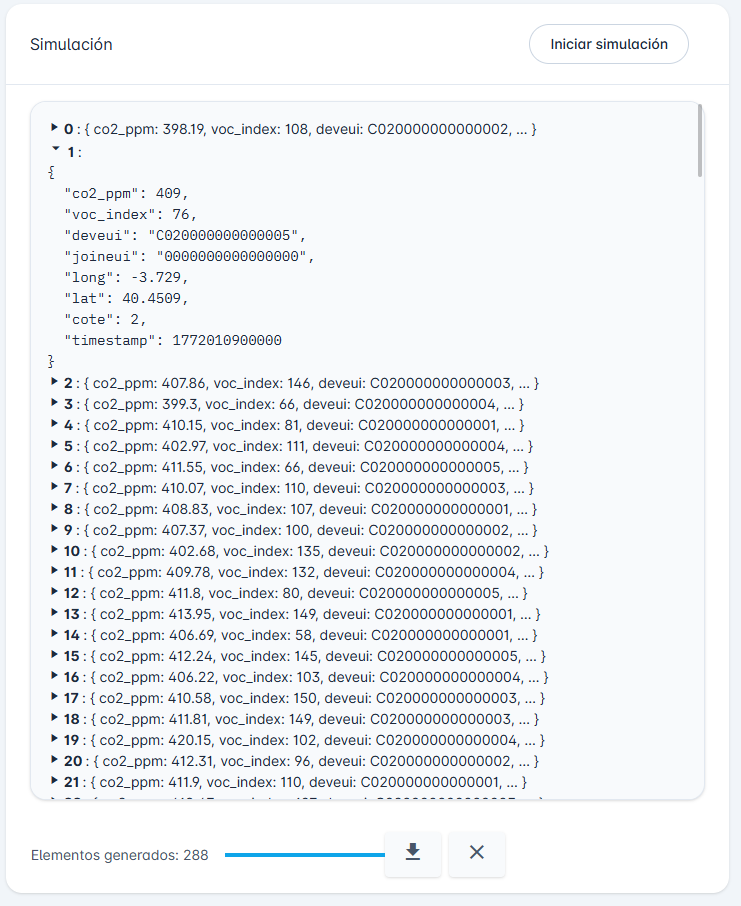 Simulación
Iniciar simulación
0 : { co2_ppm: 398.19, voc_index: 108, deveui: C020000000000002, ... }
1 :
{
"co2_ppm": 409,
"voc_index": 76,
"deveui": "C020000000000005",
"joineui": "0000000000000000",
"long": -3.729,
"lat": 40.4509,
"cote": 2,
"timestamp": 1772010900000
}
2 : { co2_ppm: 407.86, voc_index: 146, deveui: C020000000000003, ... }
3 : { co2_ppm: 399.3, voc_index: 66, deveui: C020000000000004, ... }
4 : { co2_ppm: 410.15, voc_index: 81, deveui: C020000000000001, ... }
5 : { co2_ppm: 402.97, voc_index: 111, deveui: C020000000000004, ... }
6 : { co2_ppm: 411.55, voc_index: 66, deveui: C020000000000005, ... }
7 : { co2_ppm: 410.07, voc_index: 110, deveui: C020000000000003, ... }
8 : { co2_ppm: 408.83, voc_index: 107, deveui: C020000000000001, ... }
9 : { co2_ppm: 407.37, voc_index: 100, deveui: C020000000000002, ... }
10 : { co2_ppm: 402.68, voc_index: 135, deveui: C020000000000002, ... }
11 : { co2_ppm: 409.78, voc_index: 132, deveui: C020000000000004, ... }
12 : { co2_ppm: 411.8, voc_index: 80, deveui: C020000000000005, ... }
13 : { co2_ppm: 413.95, voc_index: 149, deveui: C020000000000001, ... }
14 : { co2_ppm: 406.69, voc_index: 58, deveui: C020000000000001, ... }
15 : { co2_ppm: 412.24, voc_index: 145, deveui: C020000000000005, ... }
16 : { co2_ppm: 406.22, voc_index: 103, deveui: C020000000000004, ... }
17 : { co2_ppm: 410.58, voc_index: 150, deveui: C020000000000003, ... }
18 : { co2_ppm: 411.81, voc_index: 149, deveui: C020000000000003, ... }
19 : { co2_ppm: 420.15, voc_index: 102, deveui: C020000000000004, ... }
20 : { co2_ppm: 412.31, voc_index: 96, deveui: C020000000000002, ... }
21 : { co2_ppm: 411.9, voc_index: 110, deveui: C020000000000001, ... }
Elementos generados: 288